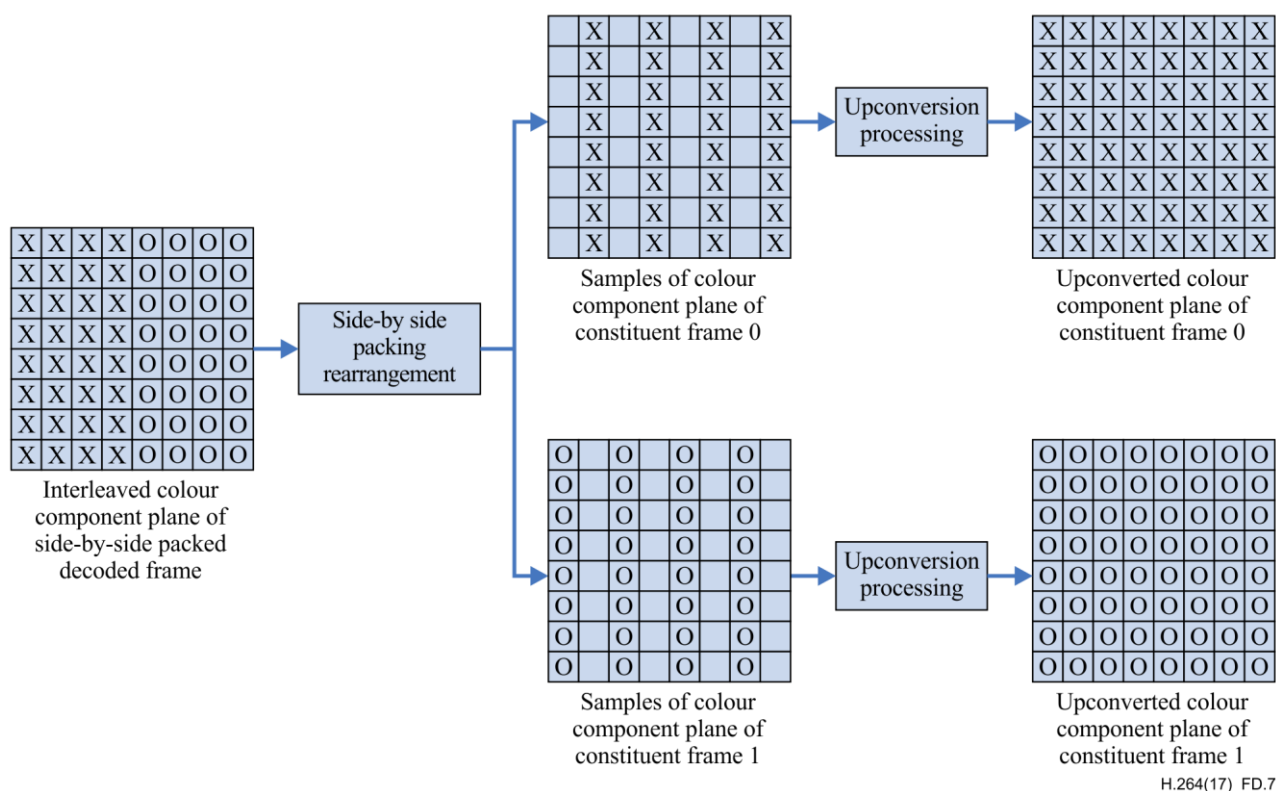 X X X X
X X X X
X X X X
X X X X
X X X X
X X X X
X X X X
X X X X
Samples of colour
component plane of
constituent frame 0
Upconversion
processing
X X X X X X X X
X X X X X X X X
X X X X X X X X
X X X X X X X X
X X X X X X X X
X X X X X X X X
X X X X X X X X
X X X X X X X X
Upconverted colour
component plane of
constituent frame 0
X X X X O O O O
X X X X O O O O
X X X X O O O O
X X X X O O O O
X X X X O O O O
X X X X O O O O
X X X X O O O O
X X X X O O O O
Interleaved colour
component plane of
side-by-side packed
decoded frame
Side-by side
packing
rearrangement
O O O O
O O O O
O O O O
O O O O
O O O O
O O O O
O O O O
O O O O
Samples of colour
component plane of
constituent frame 1
Upconversion
processing
O O O O O O O O
O O O O O O O O
O O O O O O O O
O O O O O O O O
O O O O O O O O
O O O O O O O O
O O O O O O O O
O O O O O O O O
Upconverted colour
component plane of
constituent frame 1
H.264(17)_FD.7